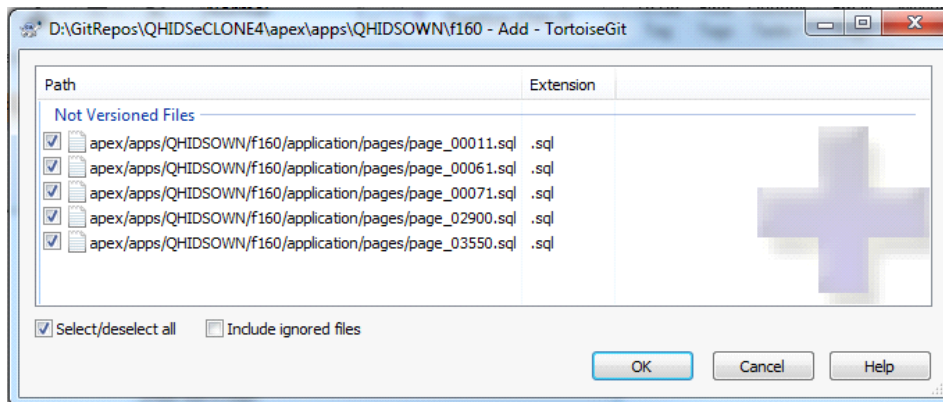 D:\GitRepos\QHIDSeCLONE4\apex\apps\QHIDSOWN\f160 - Add - TortoiseGit
Path Extension
Not Versioned Files
apex/apps/QHIDSOWN/f160/application/pages/page_00011.sql .sql
apex/apps/QHIDSOWN/f160/application/pages/page_00061.sql .sql
apex/apps/QHIDSOWN/f160/application/pages/page_00071.sql .sql
apex/apps/QHIDSOWN/f160/application/pages/page_02900.sql .sql
apex/apps/QHIDSOWN/f160/application/pages/page_03550.sql .sql
Select/deselect all Include ignored files
OK Cancel Help